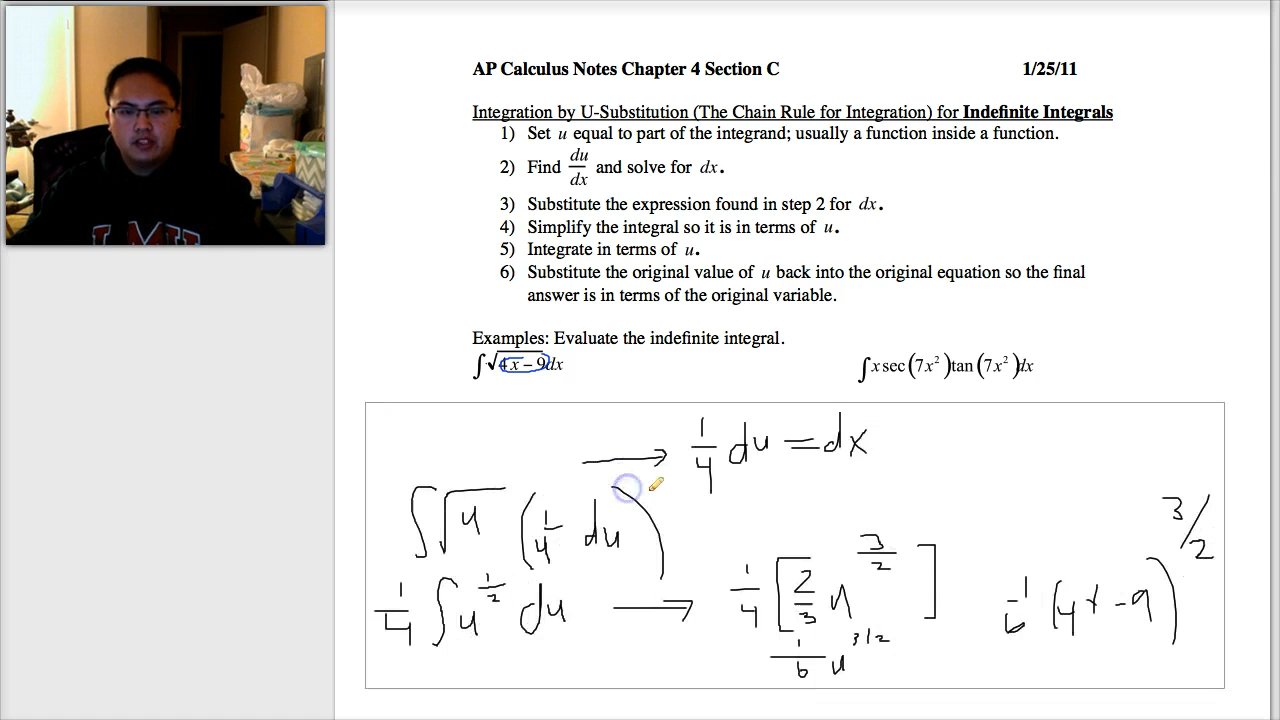 AP Calculus Notes Chapter 4 Section C 1/25/11
Integration by U-Substitution (The Chain Rule for Integration) for Indefinite Integrals
1) Set u equal to part of the integrand; usually a function inside a function.
2) Find du/dx and solve for dx.
3) Substitute the expression found in step 2 for dx.
4) Simplify the integral so it is in terms of u.
5) Integrate in terms of u.
6) Substitute the original value of u back into the original equation so the final
answer is in terms of the original variable.
Examples: Evaluate the indefinite integral.
∫√(4x − 9)dx ∫x sec(7x²)tan(7x²)dx
→ 1/4 du = dx
∫√u (1/4 du)
1/4 ∫u^1/2 du → 1/4 [2/3 u^3/2] 1/6 (4x − 9)^3/2
1/6 u^3/2
LMU